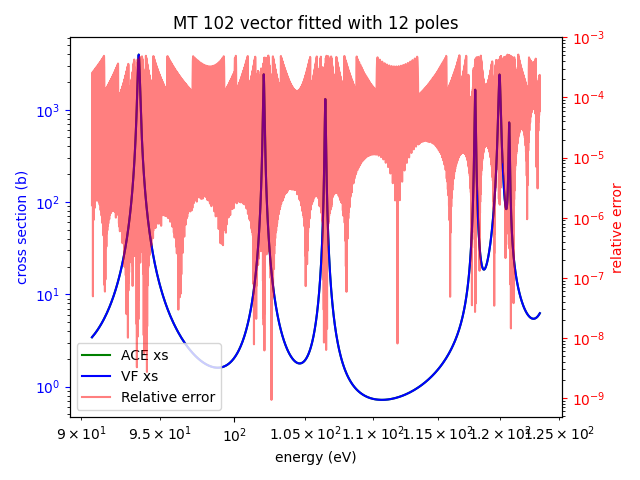 MT 102 vector fitted with 12 poles
10³
10²
10¹
10⁰
cross section (b)
10⁻³
10⁻⁴
10⁻⁵
10⁻⁶
10⁻⁷
10⁻⁸
10⁻⁹
relative error
ACE xs
VF xs
Relative error
9 × 10¹
9.5 × 10¹
10²
1.05 × 10²
1.1 × 10²
1.15 × 10²
1.2 × 10²
1.25 × 10²
energy (eV)